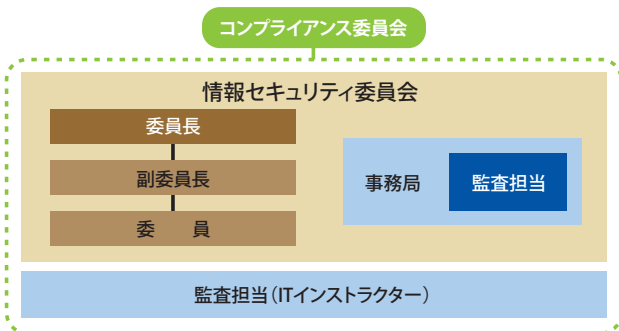 コンプライアンス委員会
情報セキュリティ委員会
委員長
副委員長
委　　員
事務局
監査担当
監査担当（ITインストラクター）